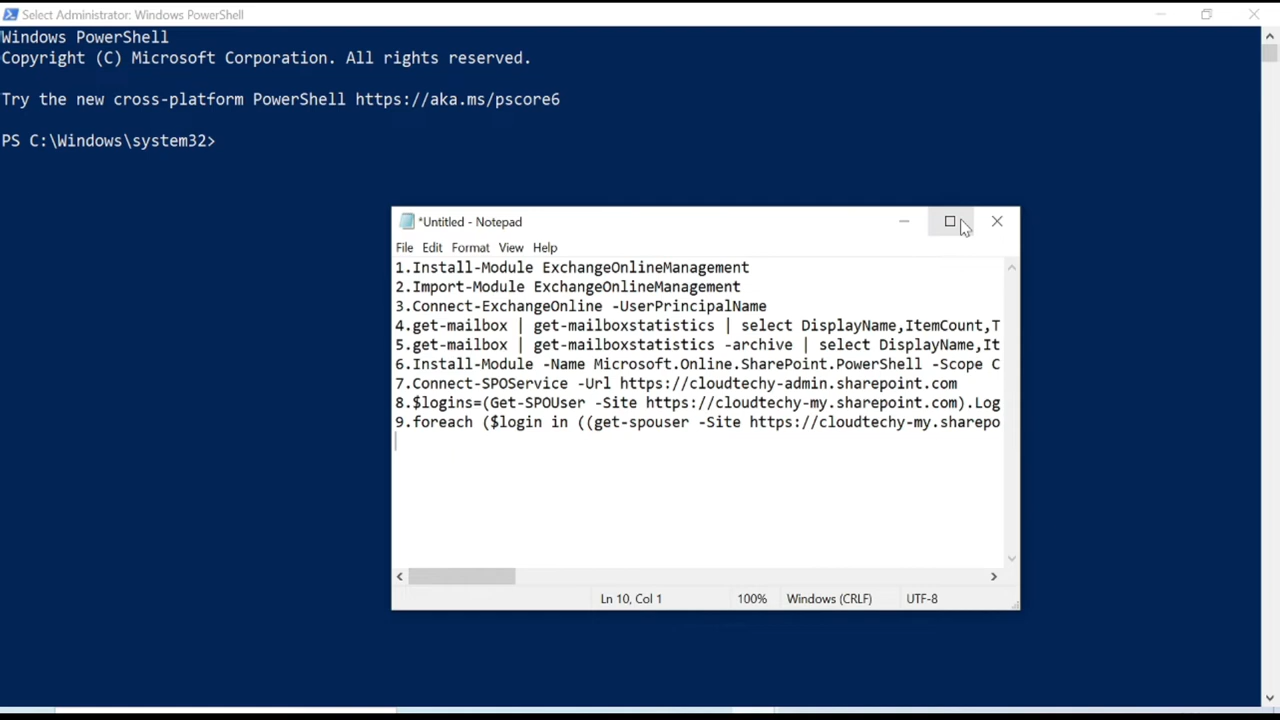 Select Administrator: Windows PowerShell
Windows PowerShell
Copyright (C) Microsoft Corporation. All rights reserved.
Try the new cross-platform PowerShell https://aka.ms/pscore6
PS C:\Windows\system32>
*Untitled - Notepad
File Edit Format View Help
1.Install-Module ExchangeOnlineManagement
2.Import-Module ExchangeOnlineManagement
3.Connect-ExchangeOnline -UserPrincipalName
4.get-mailbox | get-mailboxstatistics | select DisplayName,ItemCount,T
5.get-mailbox | get-mailboxstatistics -archive | select DisplayName,It
6.Install-Module -Name Microsoft.Online.SharePoint.PowerShell -Scope C
7.Connect-SPOService -Url https://cloudtechy-admin.sharepoint.com
8.$logins=(Get-SPOUser -Site https://cloudtechy-my.sharepoint.com).Log
9.foreach ($login in ((get-spouser -Site https://cloudtechy-my.sharepo
Ln 10, Col 1 100% Windows (CRLF) UTF-8